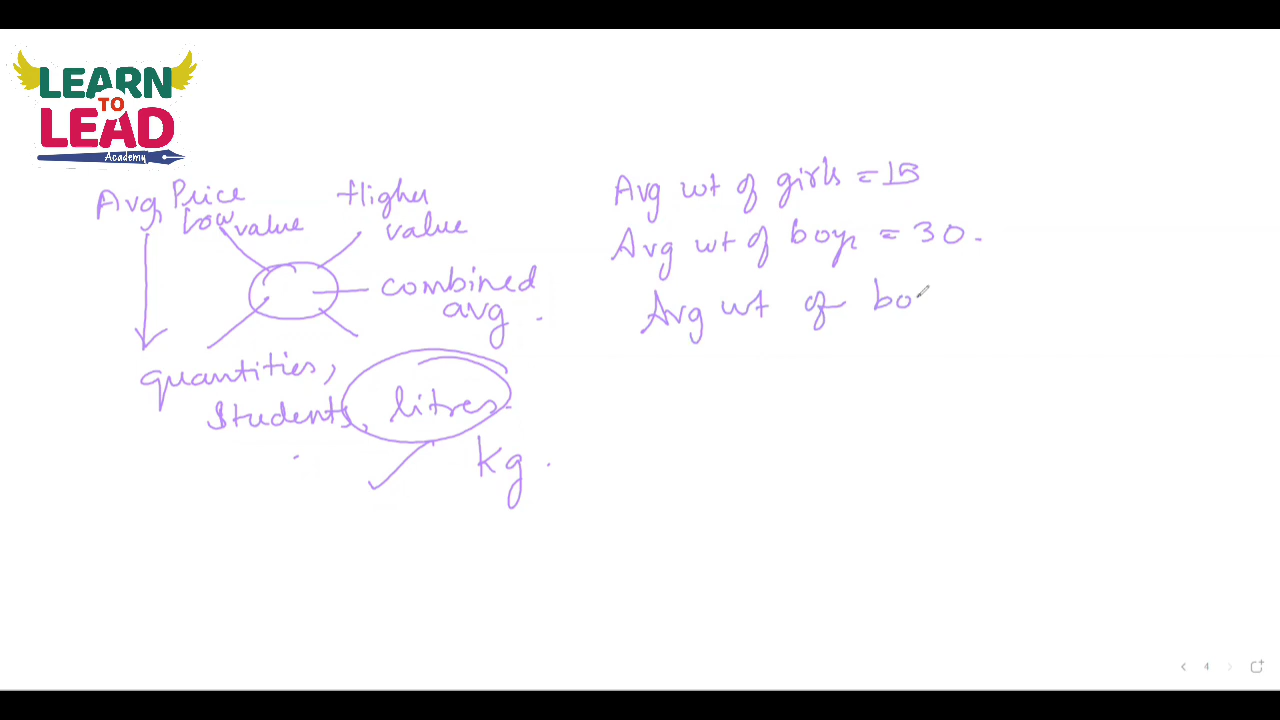 LEARN
TO
LEAD
Academy
Avg, Price
Low value
Higher value
combined avg.
quantities,
students, litres
kg.
Avg wt of girls = 15
Avg wt of boys = 30.
Avg wt of bo
4